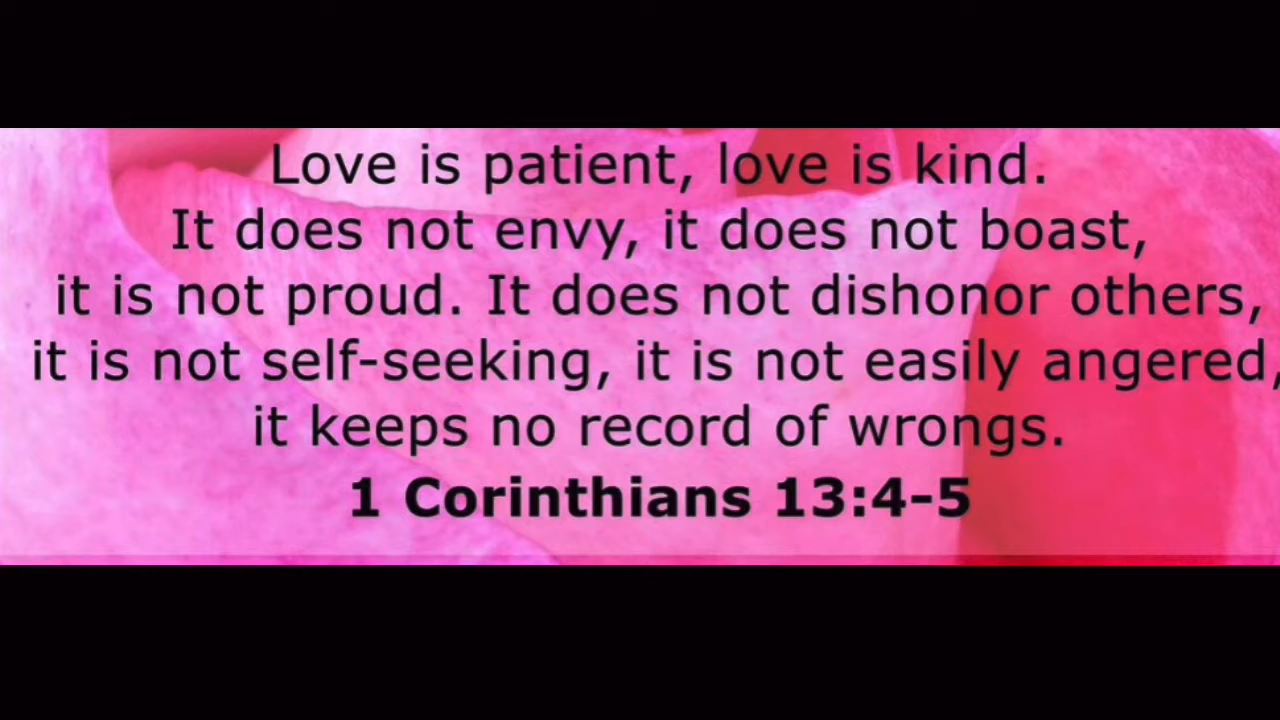 Love is patient, love is kind.
It does not envy, it does not boast,
it is not proud. It does not dishonor others,
it is not self-seeking, it is not easily angered,
it keeps no record of wrongs.
1 Corinthians 13:4-5